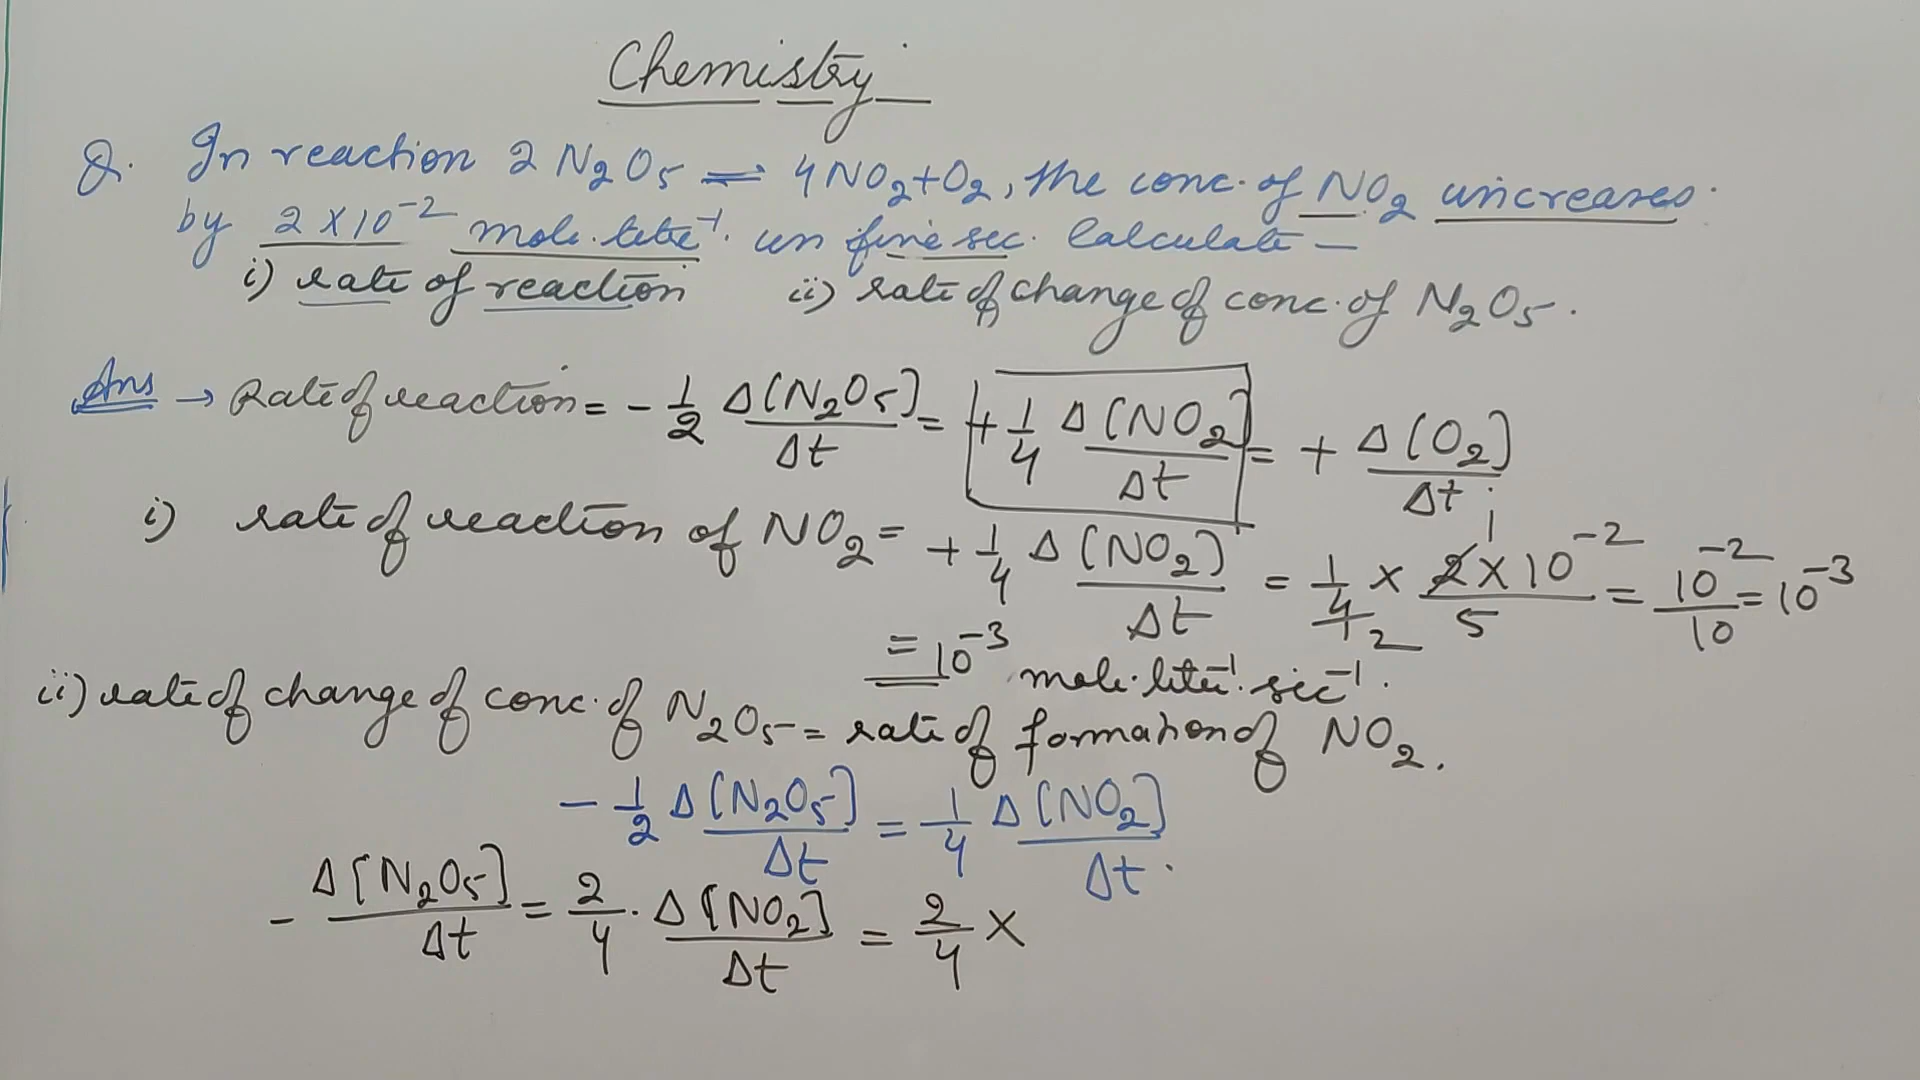 Chemistry
Q. In reaction 2 N₂O₅ ⇌ 4NO₂+O₂, the conc. of NO₂ increases.
by 2 X 10⁻² mole. litre⁻¹. in five sec. Calculate —
i) rate of reaction ii) rate of change of conc. of N₂O₅.
Ans → Rate of reaction = - 1/2 Δ[N₂O₅]/Δt = + 1/4 Δ[NO₂]/Δt = + Δ[O₂]/Δt
i) rate of reaction of NO₂ = + 1/4 Δ[NO₂]/Δt = 1/4 2 x 2 1 X 10⁻²/5 = 10⁻²/10 = 10⁻³
= 10⁻³ mole. liter⁻¹. sec⁻¹.
ii) rate of change of conc. of N₂O₅ = rate of formation of NO₂.
- 1/2 Δ[N₂O₅]/Δt = 1/4 Δ[NO₂]/Δt.
- Δ[N₂O₅]/Δt = 2/4 . Δ[NO₂]/Δt = 2/4 x